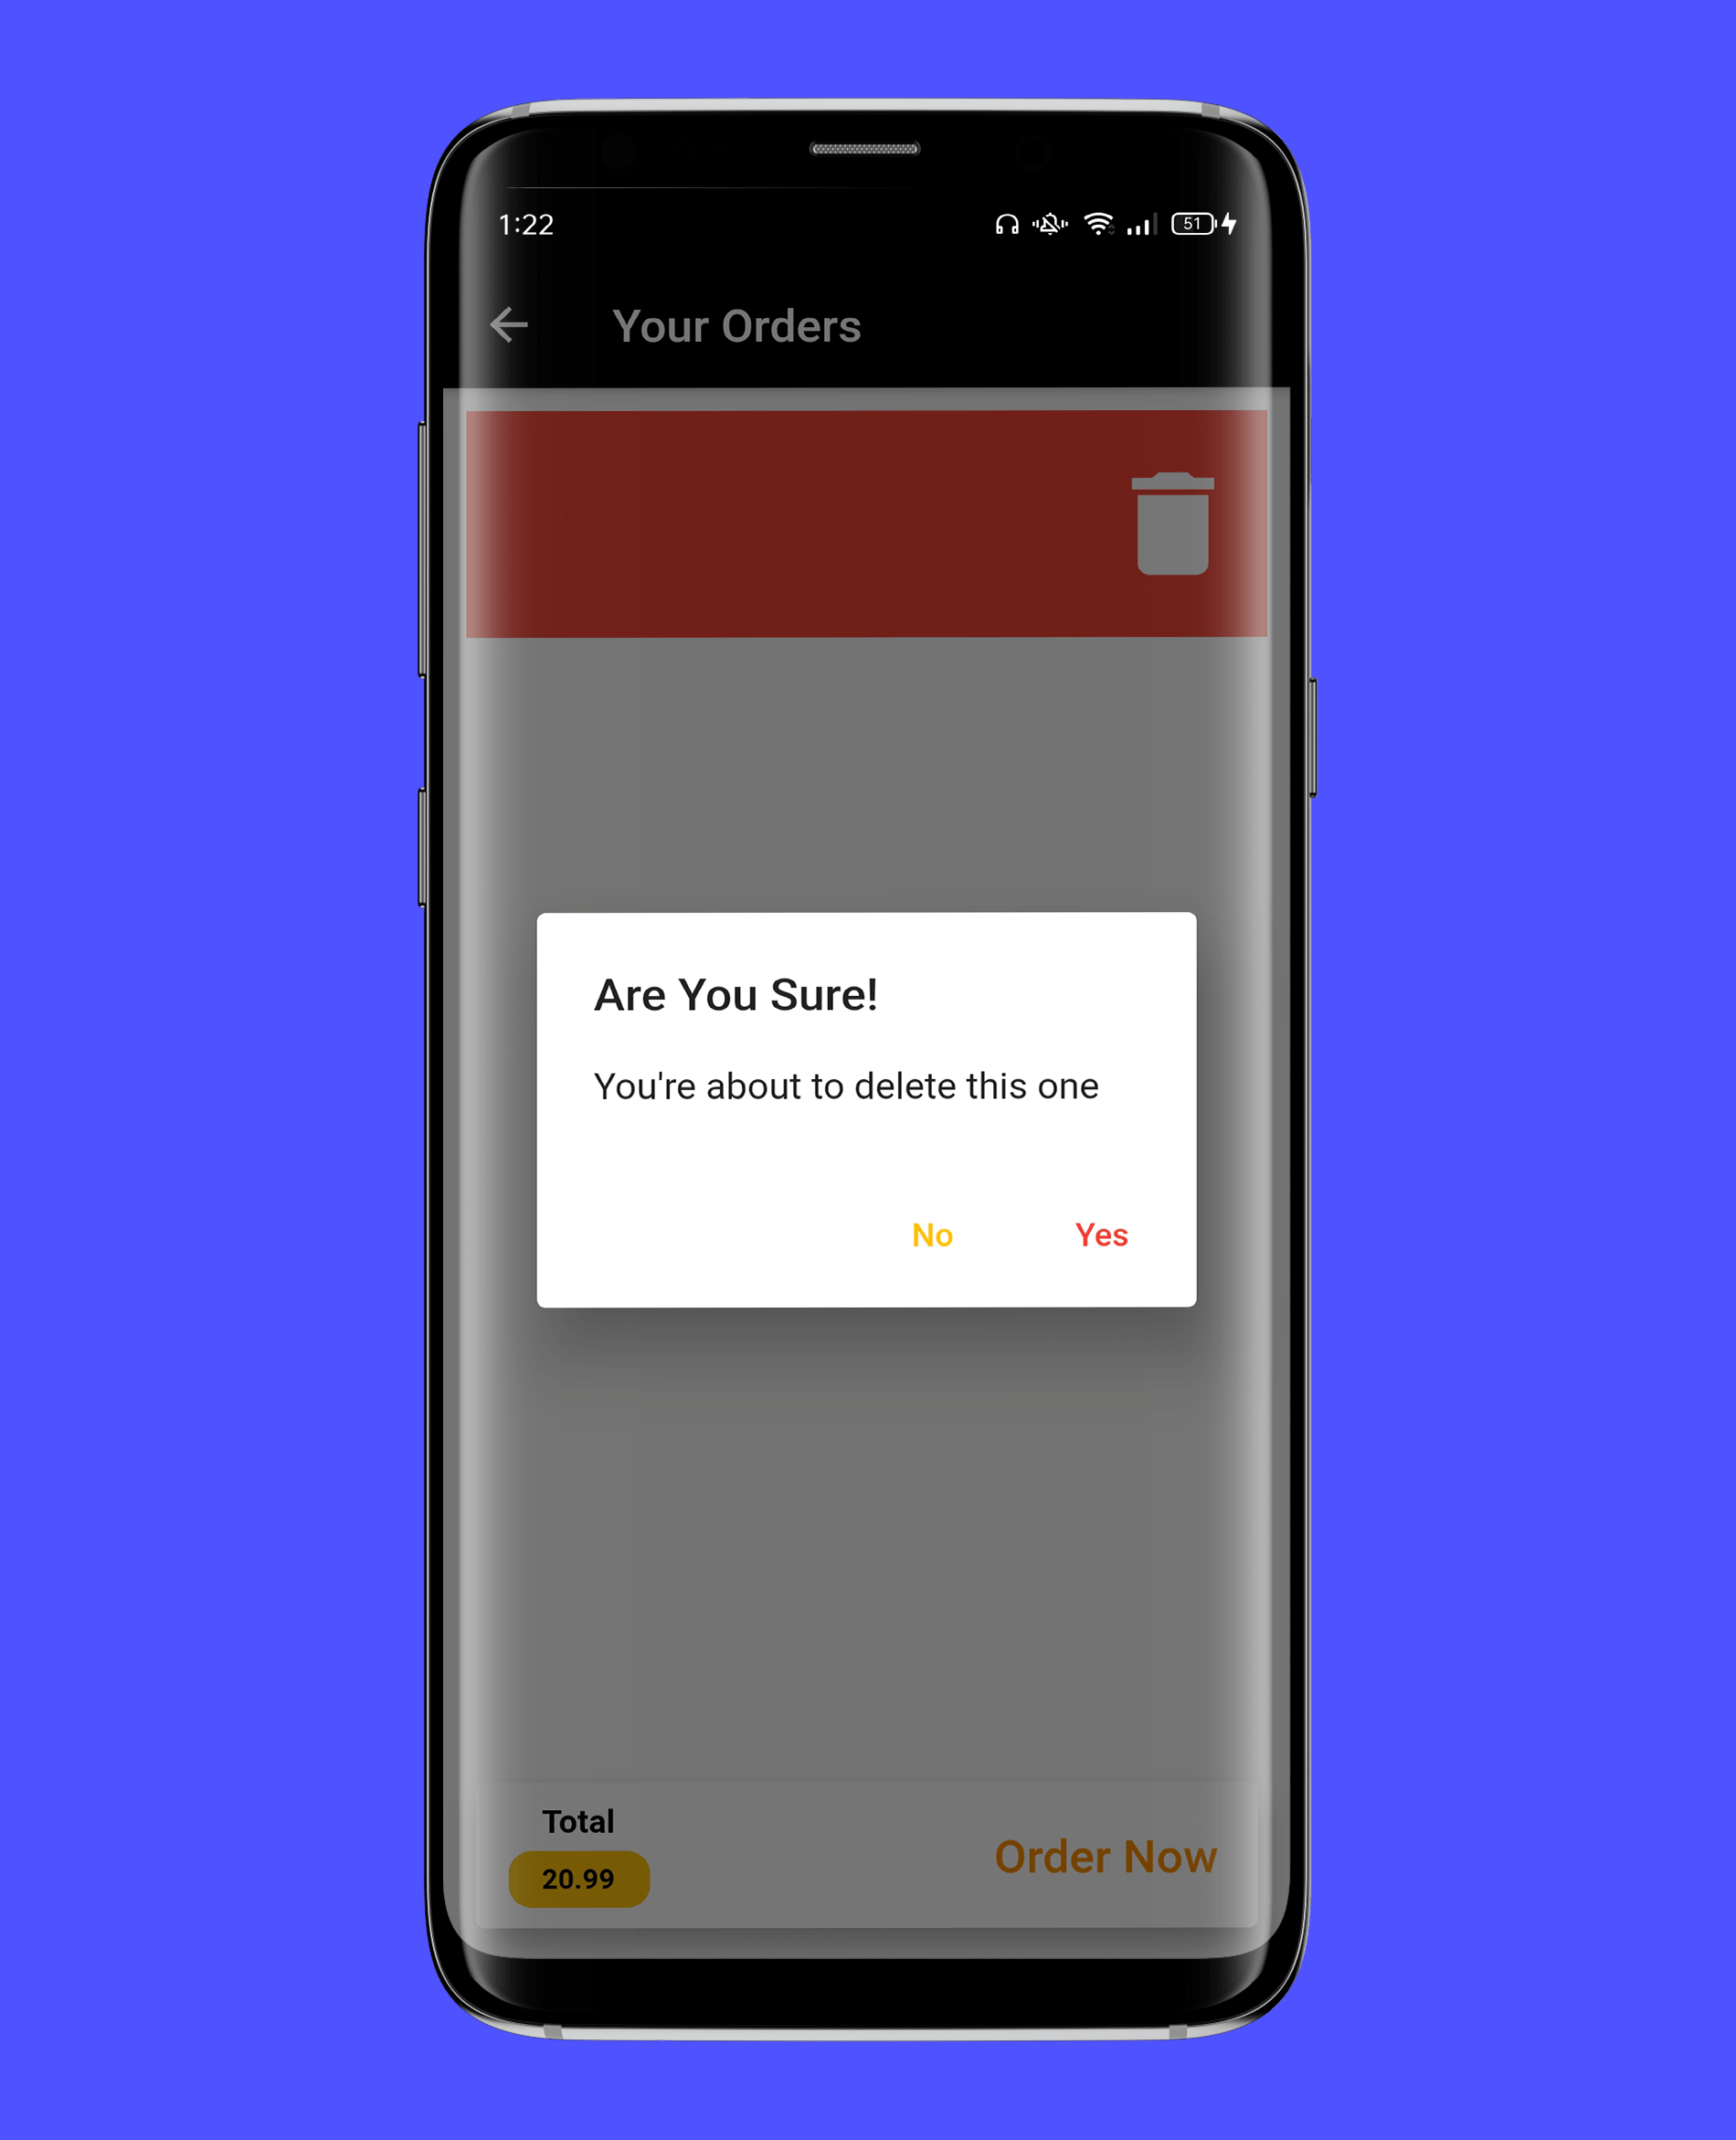 1:22
51
Your Orders
Are You Sure!
You're about to delete this one
No Yes
Total
20.99
Order Now